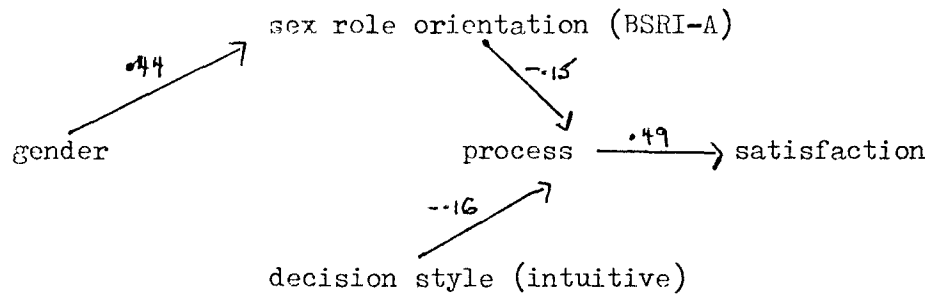 sex role orientation (BSRI-A)
.44
-.15
gender
process
.49
satisfaction
-.16
decision style (intuitive)